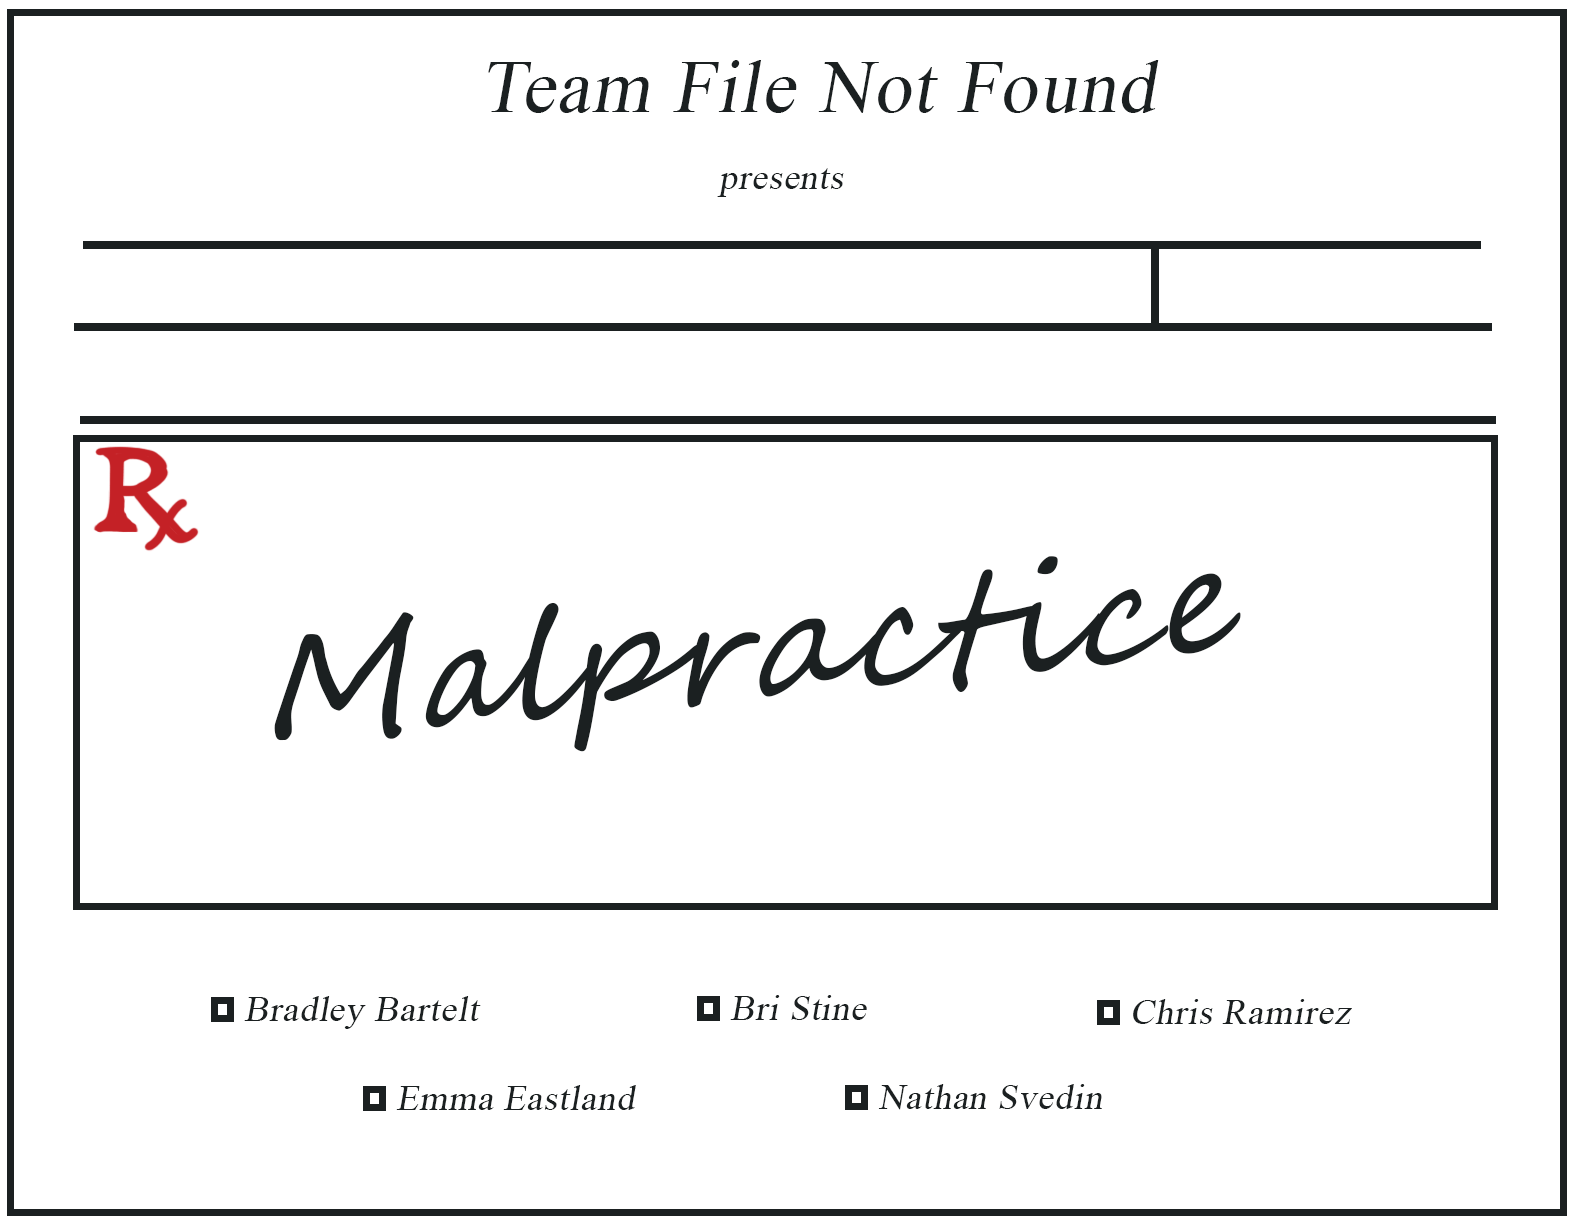 Team File Not Found
presents
Rx
Malpractice
Bradley Bartelt Bri Stine Chris Ramirez
Emma Eastland Nathan Svedin